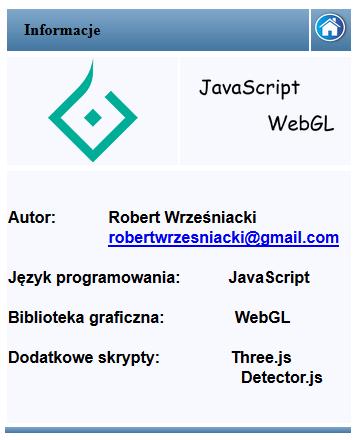 Informacje
JavaScript
WebGL
Autor: Robert Wrześniacki
robertwrzesniacki@gmail.com
Język programowania: JavaScript
Biblioteka graficzna: WebGL
Dodatkowe skrypty: Three.js
Detector.js